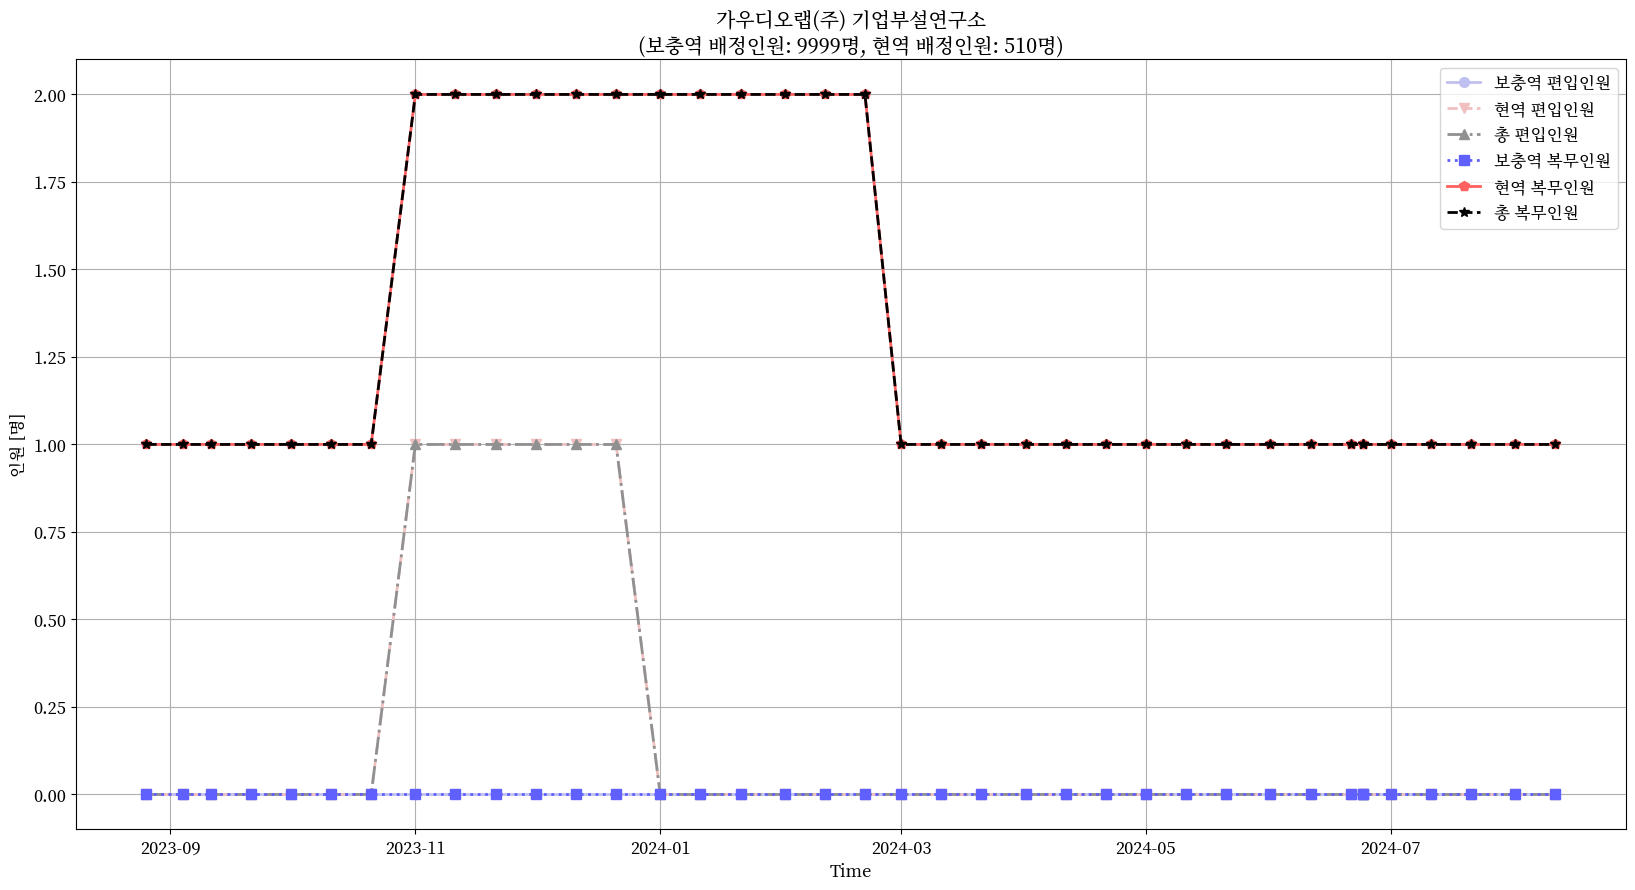 가우디오랩(주) 기업부설연구소
(보충역 배정인원: 9999명, 현역 배정인원: 510명)
보충역 편입인원
현역 편입인원
총 편입인원
보충역 복무인원
현역 복무인원
총 복무인원
인원 [명]
2.00
1.75
1.50
1.25
1.00
0.75
0.50
0.25
0.00
2023-09 2023-11 2024-01 2024-03 2024-05 2024-07
Time